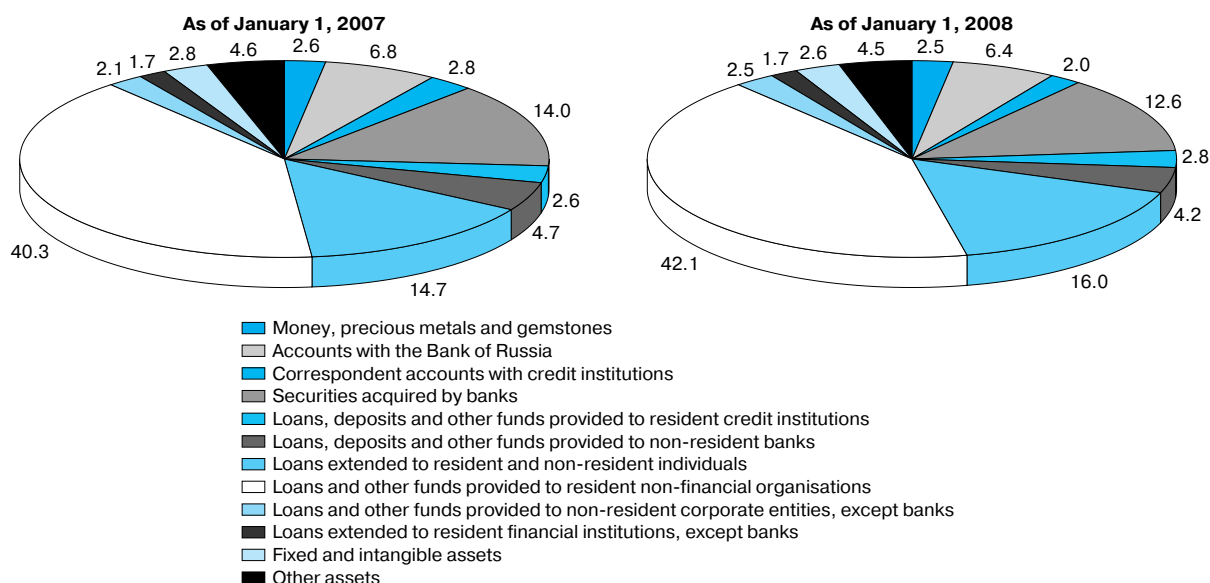 As of January 1, 2007
2.6
6.8
2.8
14.0
2.6
4.7
14.7
40.3
2.1
1.7
2.8
4.6
As of January 1, 2008
2.5
6.4
2.0
12.6
2.8
4.2
16.0
42.1
2.5
1.7
2.6
4.5
Money, precious metals and gemstones
Accounts with the Bank of Russia
Correspondent accounts with credit institutions
Securities acquired by banks
Loans, deposits and other funds provided to resident credit institutions
Loans, deposits and other funds provided to non-resident banks
Loans extended to resident and non-resident individuals
Loans and other funds provided to resident non-financial organisations
Loans and other funds provided to non-resident corporate entities, except banks
Loans extended to resident financial institutions, except banks
Fixed and intangible assets
Other assets